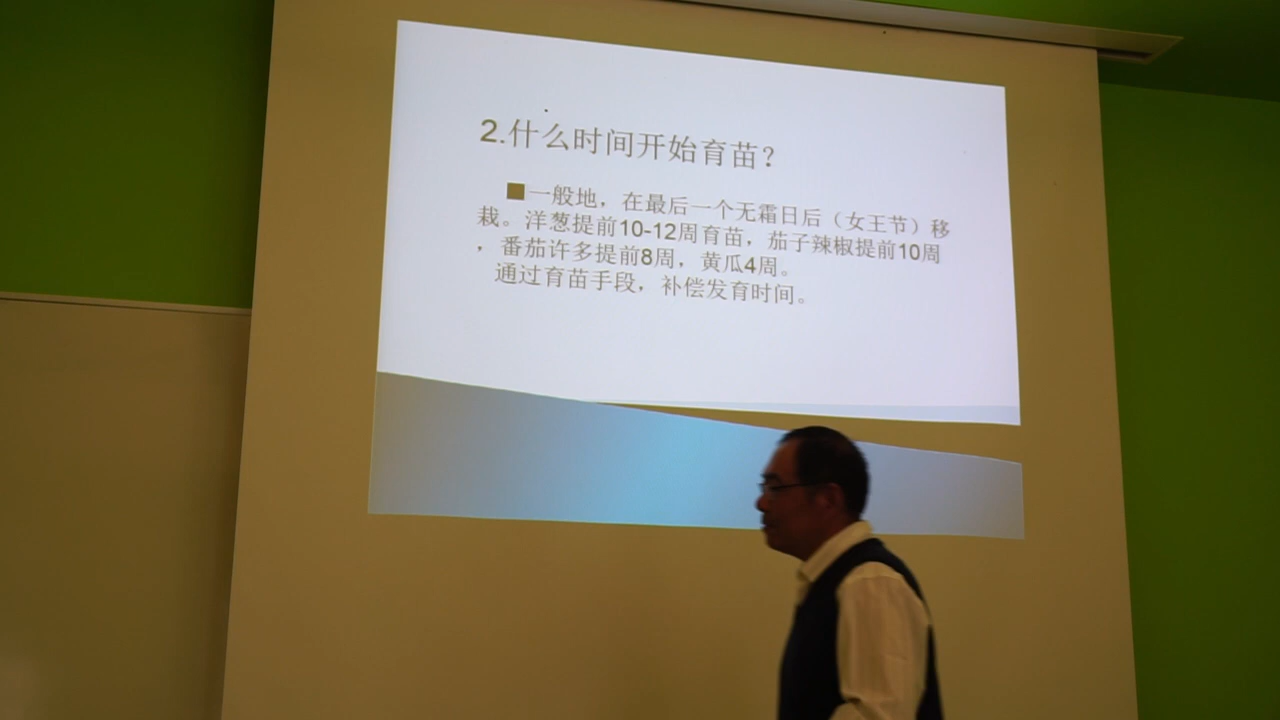 2.什么时间开始育苗？
■一般地，在最后一个无霜日后（女王节）移
栽。洋葱提前10-12周育苗，茄子辣椒提前10周
，番茄许多提前8周，黄瓜4周。
通过育苗手段，补偿发育时间。